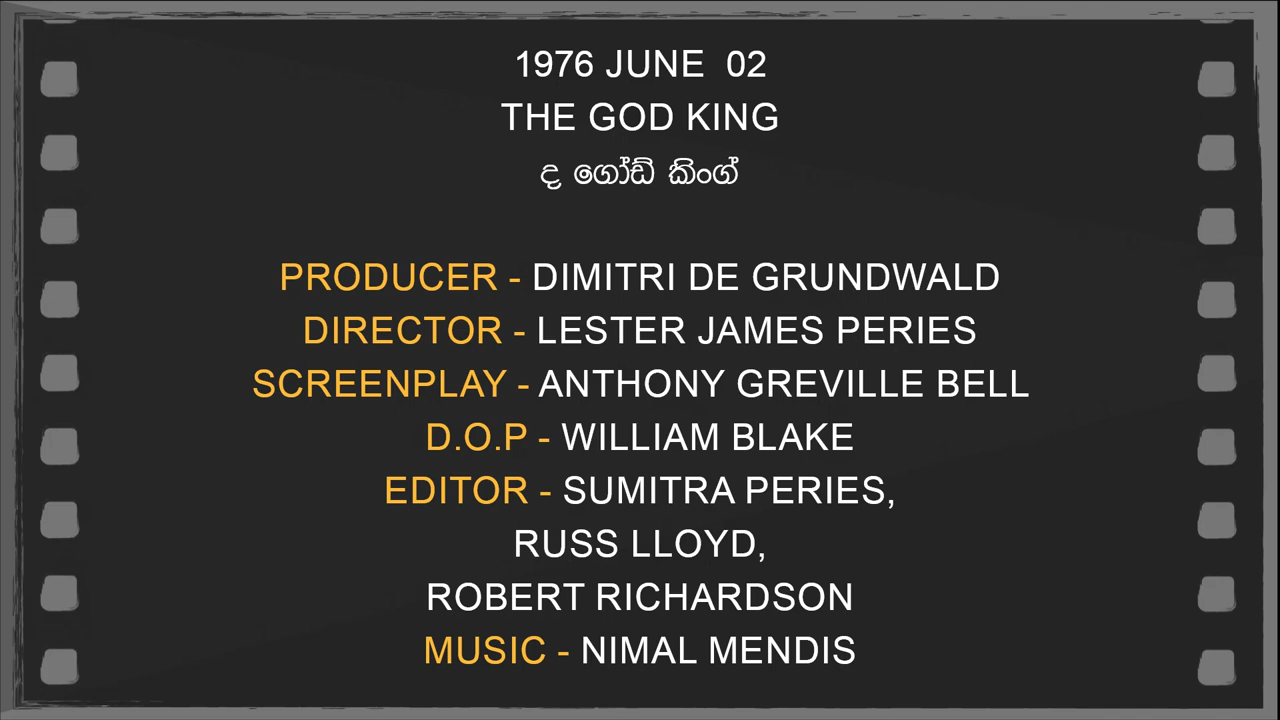 1976 JUNE  02
THE GOD KING
ද ගෝඩ් කිංග්
PRODUCER - DIMITRI DE GRUNDWALD
DIRECTOR - LESTER JAMES PERIES
SCREENPLAY - ANTHONY GREVILLE BELL
D.O.P - WILLIAM BLAKE
EDITOR - SUMITRA PERIES,
RUSS LLOYD,
ROBERT RICHARDSON
MUSIC - NIMAL MENDIS